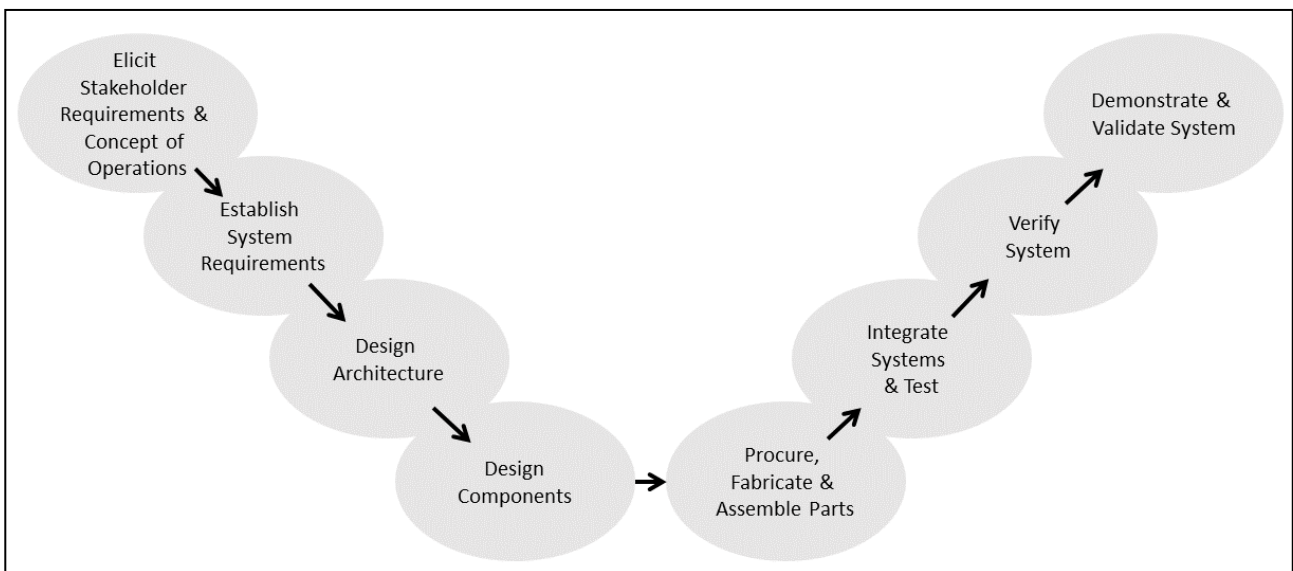 Elicit
Stakeholder
Requirements &
Concept of
Operations
Establish
System
Requirements
Design
Architecture
Design
Components
Procure,
Fabricate &
Assemble Parts
Integrate
Systems
& Test
Verify
System
Demonstrate &
Validate System